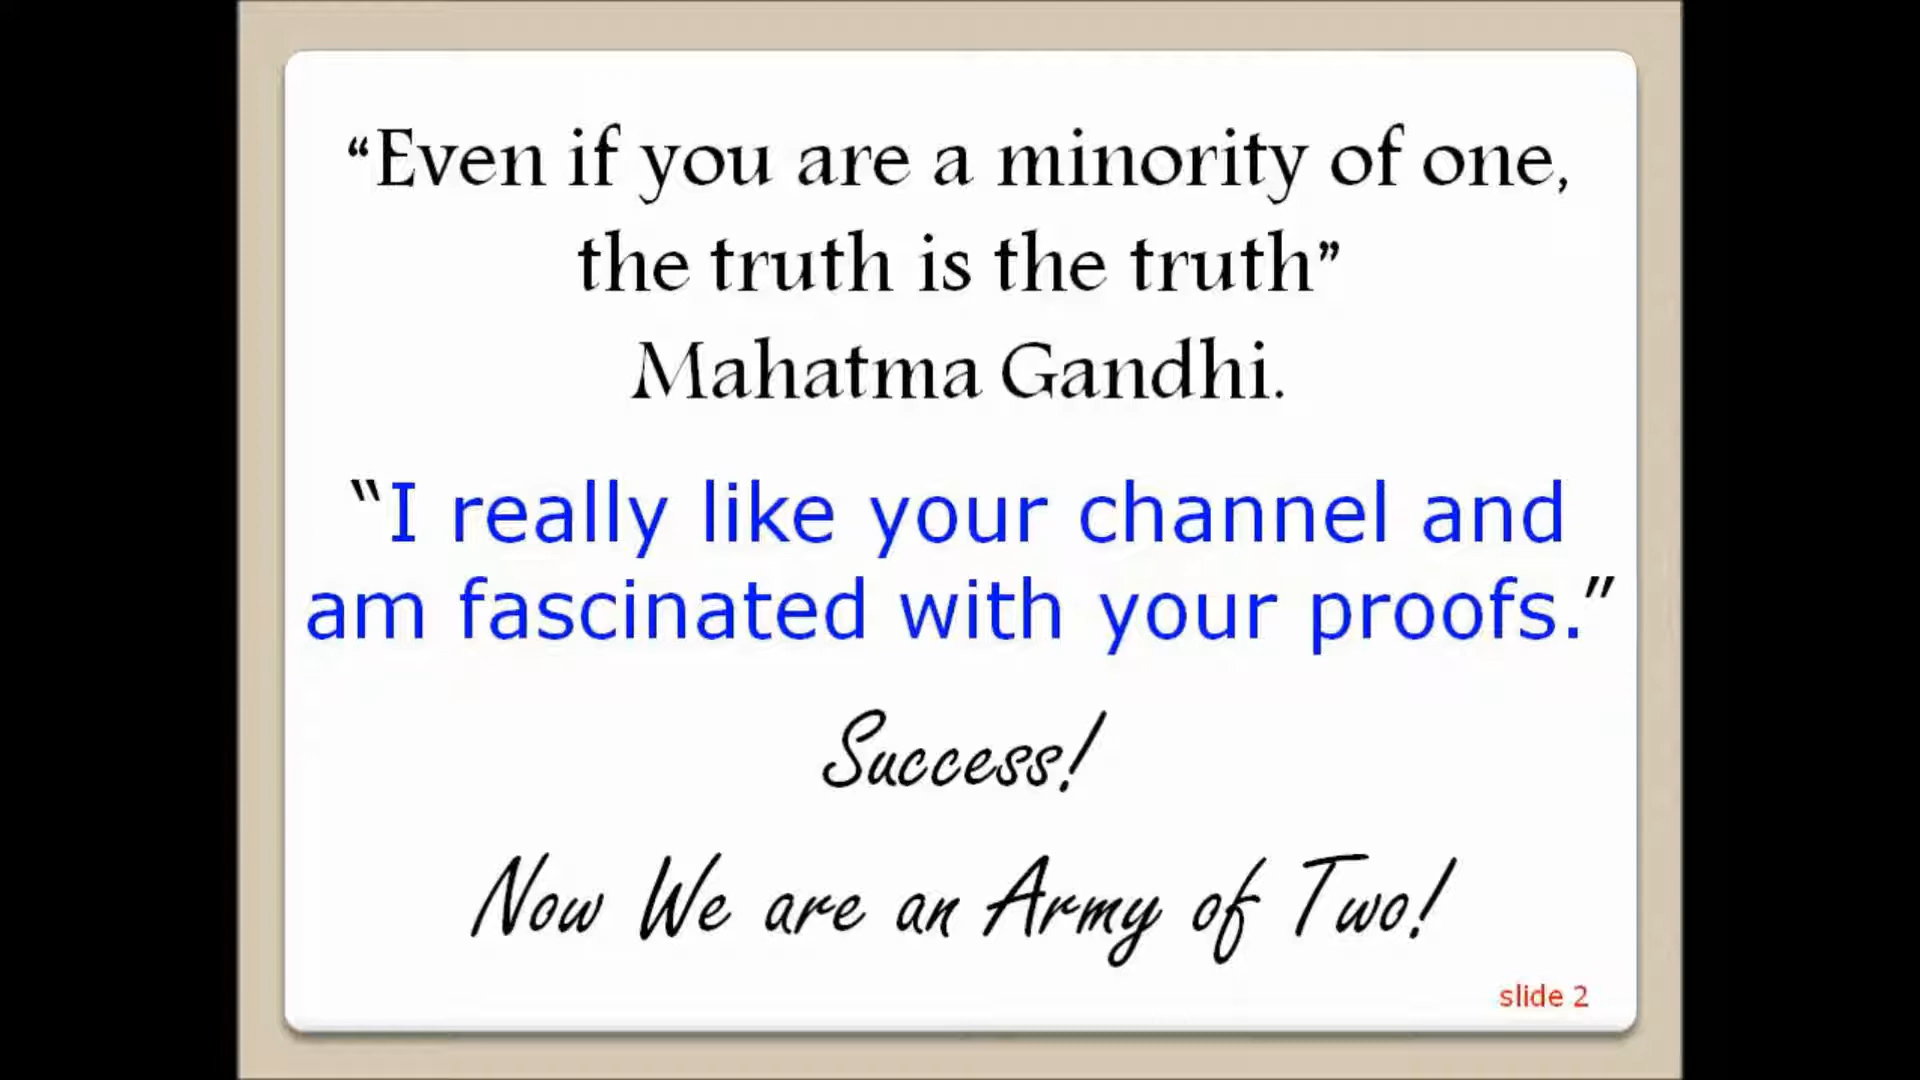 “Even if you are a minority of one,
the truth is the truth”
Mahatma Gandhi.
“I really like your channel and
am fascinated with your proofs.”
Success!
Now We are an Army of Two!
slide 2